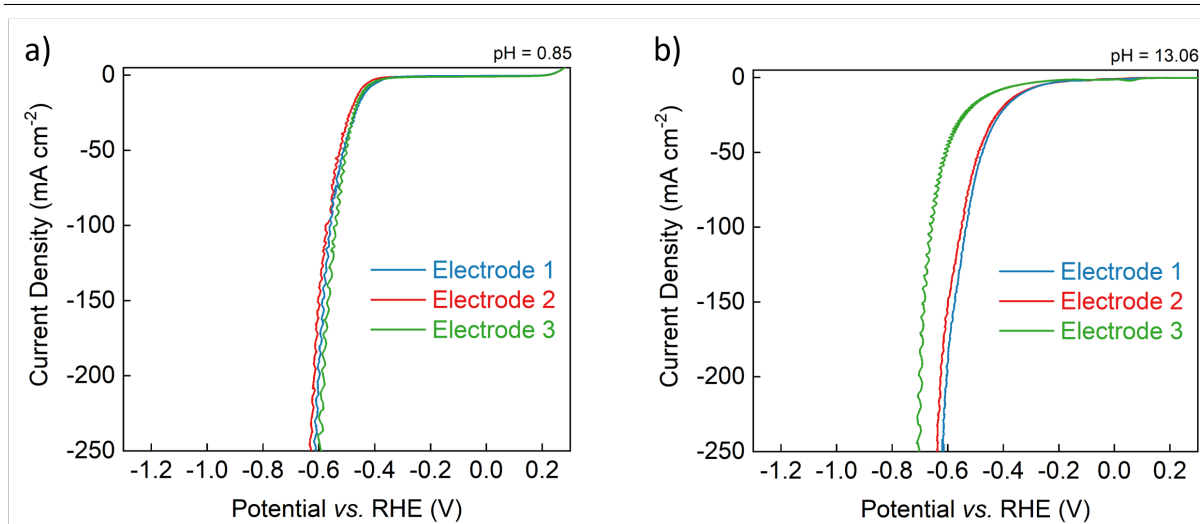 a)
pH = 0.85
0
-50
-100
-150
-200
-250
Current Density (mA cm-2)
Electrode 1
Electrode 2
Electrode 3
-1.2 -1.0 -0.8 -0.6 -0.4 -0.2 0.0 0.2
Potential vs. RHE (V)
b)
pH = 13.06
0
-50
-100
-150
-200
-250
Current Density (mA cm-2)
Electrode 1
Electrode 2
Electrode 3
-1.2 -1.0 -0.8 -0.6 -0.4 -0.2 0.0 0.2
Potential vs. RHE (V)